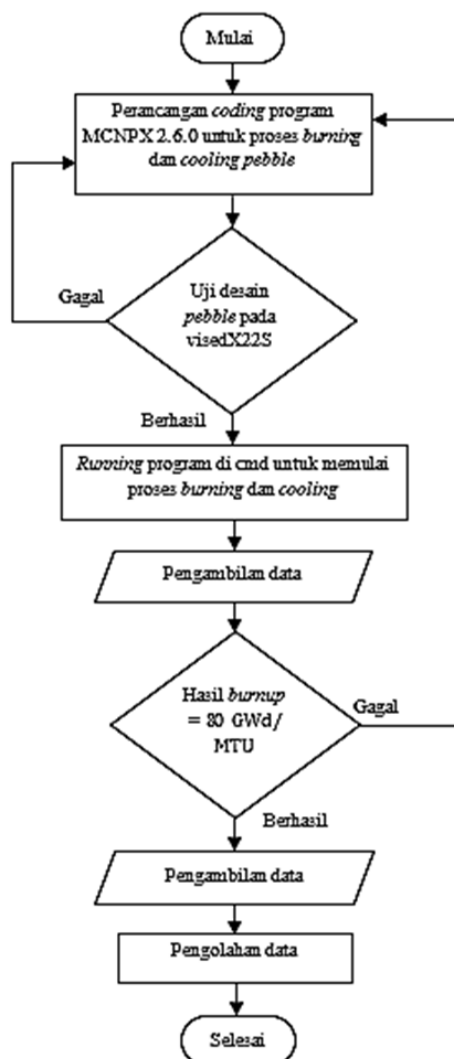 Mulai
Perancangan coding program
MCNPX 2.6.0 untuk proses burning
dan cooling pebble
Gagal
Uji desain
pebble pada
visedX22S
Berhasil
Running program di cmd untuk memulai
proses burning dan cooling
Pengambilan data
Hasil burnup
= 80 GWd/
MTU
Gagal
Berhasil
Pengambilan data
Pengolahan data
Selesai